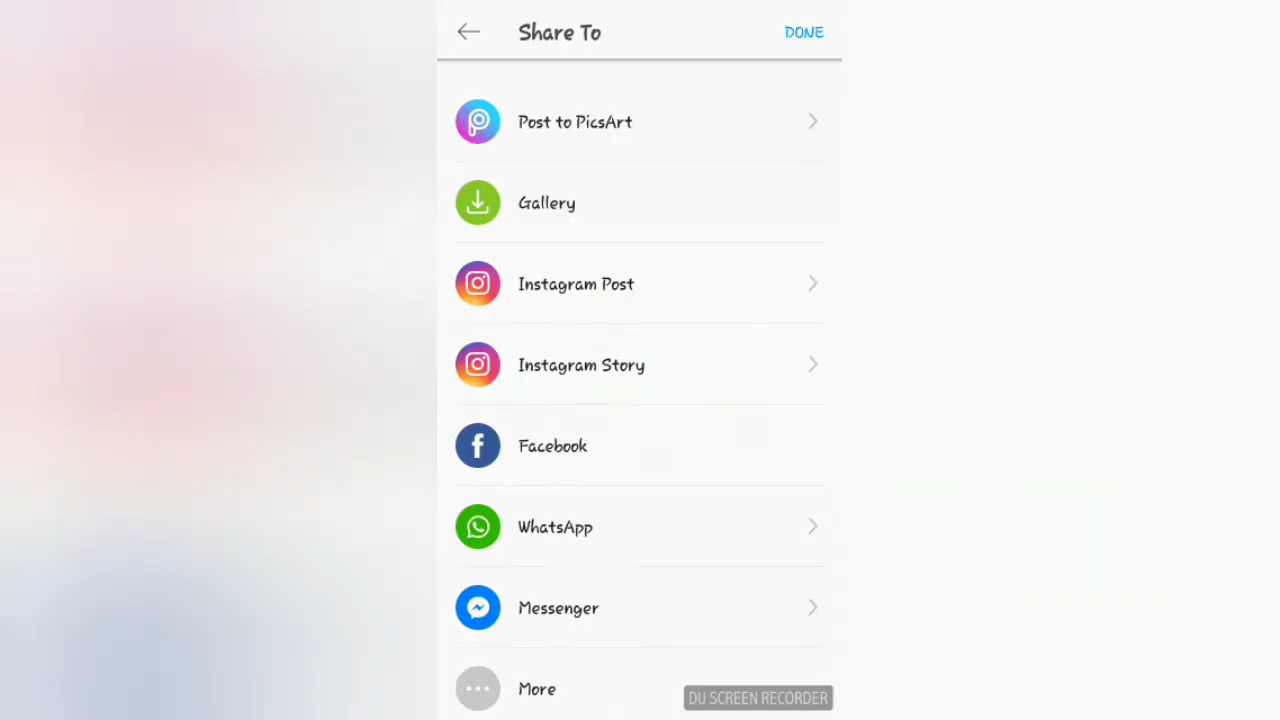 Share To
DONE
Post to PicsArt
Gallery
Instagram Post
Instagram Story
Facebook
WhatsApp
Messenger
More
DU SCREEN RECORDER